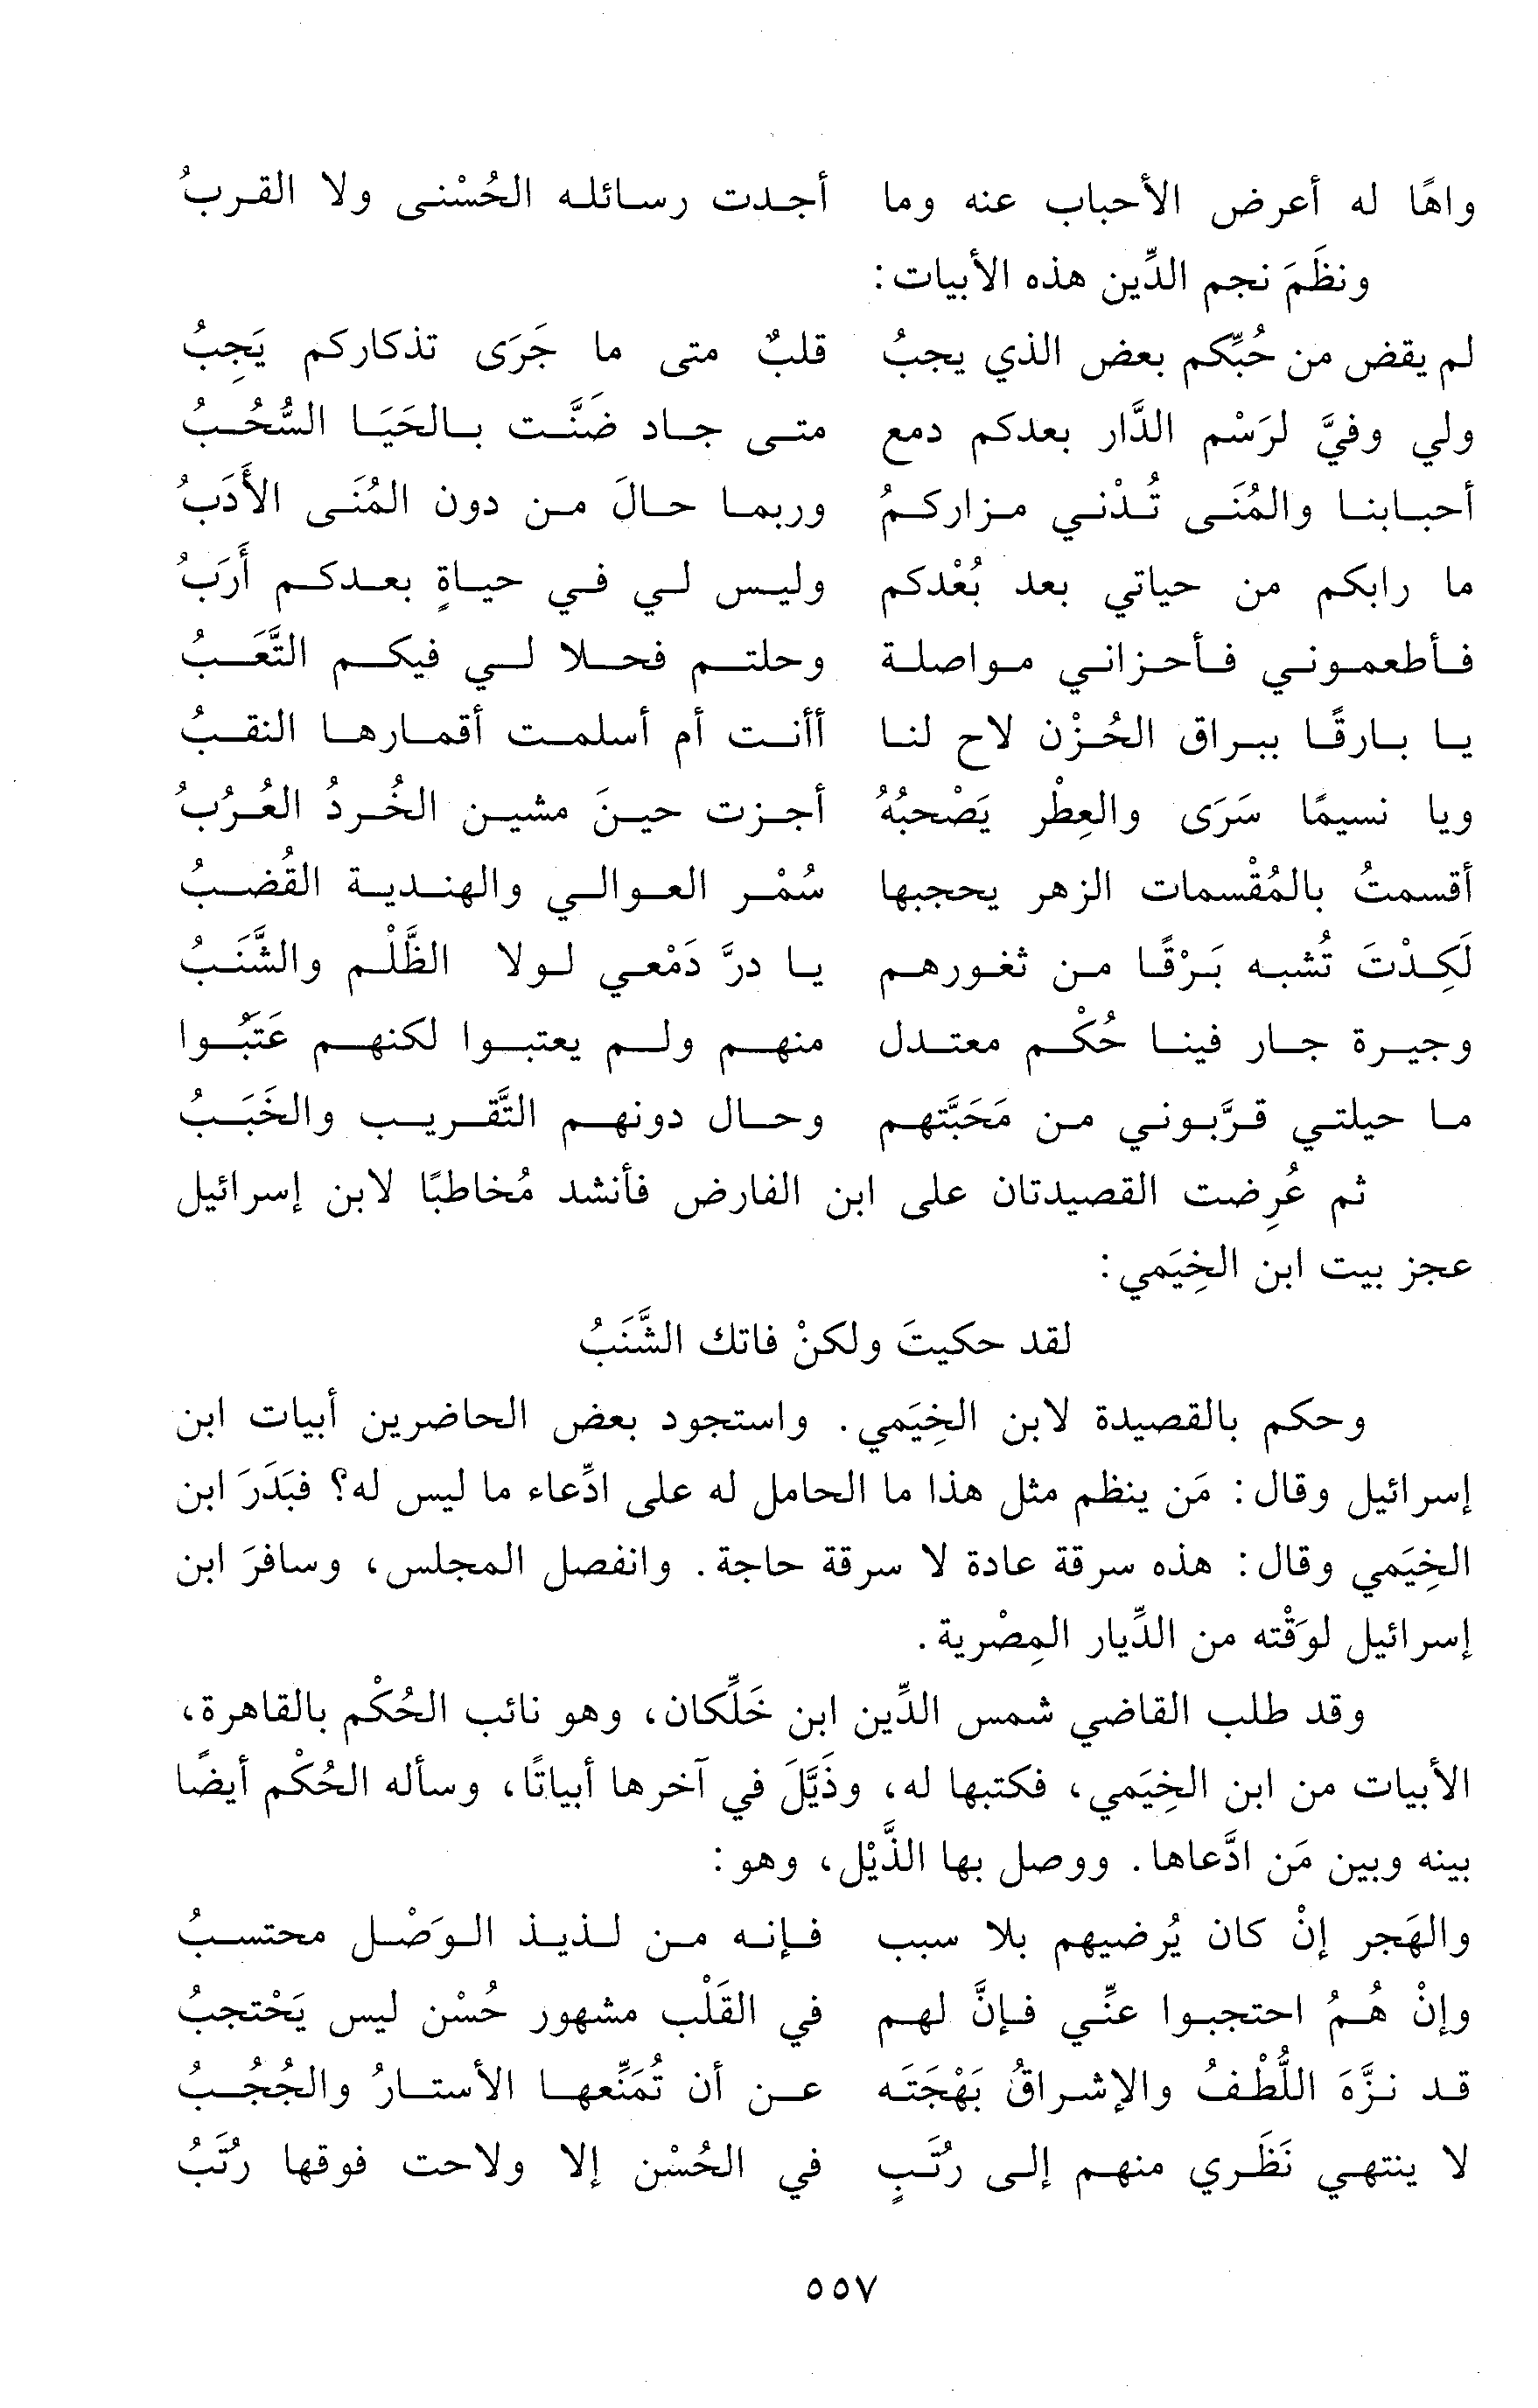 واهًا له أعرض الأحباب عنه وما أجدت رسائله الحُسْنى ولا القربُ
ونظَمَ نجم الدِّين هذه الأبيات:
لم يقض من حُبِّكم بعض الذي يجبُ قلبٌ متى ما جَرَى تذكاركم يَجِبُ
ولي وفيَّ لرَسْم الدَّار بعدكم دمع متى جاد ضَنَّت بالحَيَا السُّحُبُ
أحبابنا والمُنَى تُدْني مزاركمُ وربما حالَ من دون المُنَى الأَدَبُ
ما رابكم من حياتي بعد بُعْدكم وليس لي في حياةٍ بعدكم أَرَبُ
فأطعموني فأحزاني مواصلة وحلتم فحلا لي فيكم التَّعَبُ
يا بارقًا ببراق الحُزْن لاح لنا أأنت أم أسلمت أقمارها النقبُ
ويا نسيمًا سَرَى والعِطْر يَصْحبُهُ أجزت حينَ مشين الخُردُ العُرُبُ
أقسمتُ بالمُقْسمات الزهر يحجبها سُمْر العوالي والهندية القُضبُ
لَكِدْتَ تُشبه بَرْقًا من ثغورهم يا درَّ دَمْعي لولا الظَّلْم والشَّنَبُ
وجيرة جار فينا حُكْم معتدل منهم ولم يعتبوا لكنهم عَتَبُوا
ما حيلتي قرَّبوني من مَحَبَّتهم وحال دونهم التَّقريب والخَبَبُ
ثم عُرِضت القصيدتان على ابن الفارض فأنشد مُخاطبًا لابن إسرائيل
عجز بيت ابن الخِيَمي:
لقد حكيتَ ولكنْ فاتك الشَّنَبُ
وحكم بالقصيدة لابن الخِيَمي. واستجود بعض الحاضرين أبيات ابن
إسرائيل وقال: مَن ينظم مثل هذا ما الحامل له على ادِّعاء ما ليس له؟ فبَدَرَ ابن
الخِيَمي وقال: هذه سرقة عادة لا سرقة حاجة. وانفصل المجلس، وسافرَ ابن
إسرائيل لوَقْته من الدِّيار المِصْرية.
وقد طلب القاضي شمس الدِّين ابن خَلِّكان، وهو نائب الحُكْم بالقاهرة،
الأبيات من ابن الخِيَمي، فكتبها له، وذَيَّلَ في آخرها أبياتًا، وسأله الحُكْم أيضًا
بينه وبين مَن ادَّعاها. ووصل بها الذَّيْل، وهو:
والهَجر إنْ كان يُرضيهم بلا سبب فإنه من لذيذ الوَصْل محتسبُ
وإنْ هُمُ احتجبوا عنِّي فإنَّ لهم في القَلْب مشهور حُسْن ليس يَحْتجبُ
قد نزَّهَ اللُّطْفُ والإشراقُ بَهْجَتَه عن أن تُمَنِّعها الأستارُ والحُجُبُ
لا ينتهي نَظَري منهم إلى رُتَبٍ في الحُسْن إلا ولاحت فوقها رُتَبُ
٥٥٧